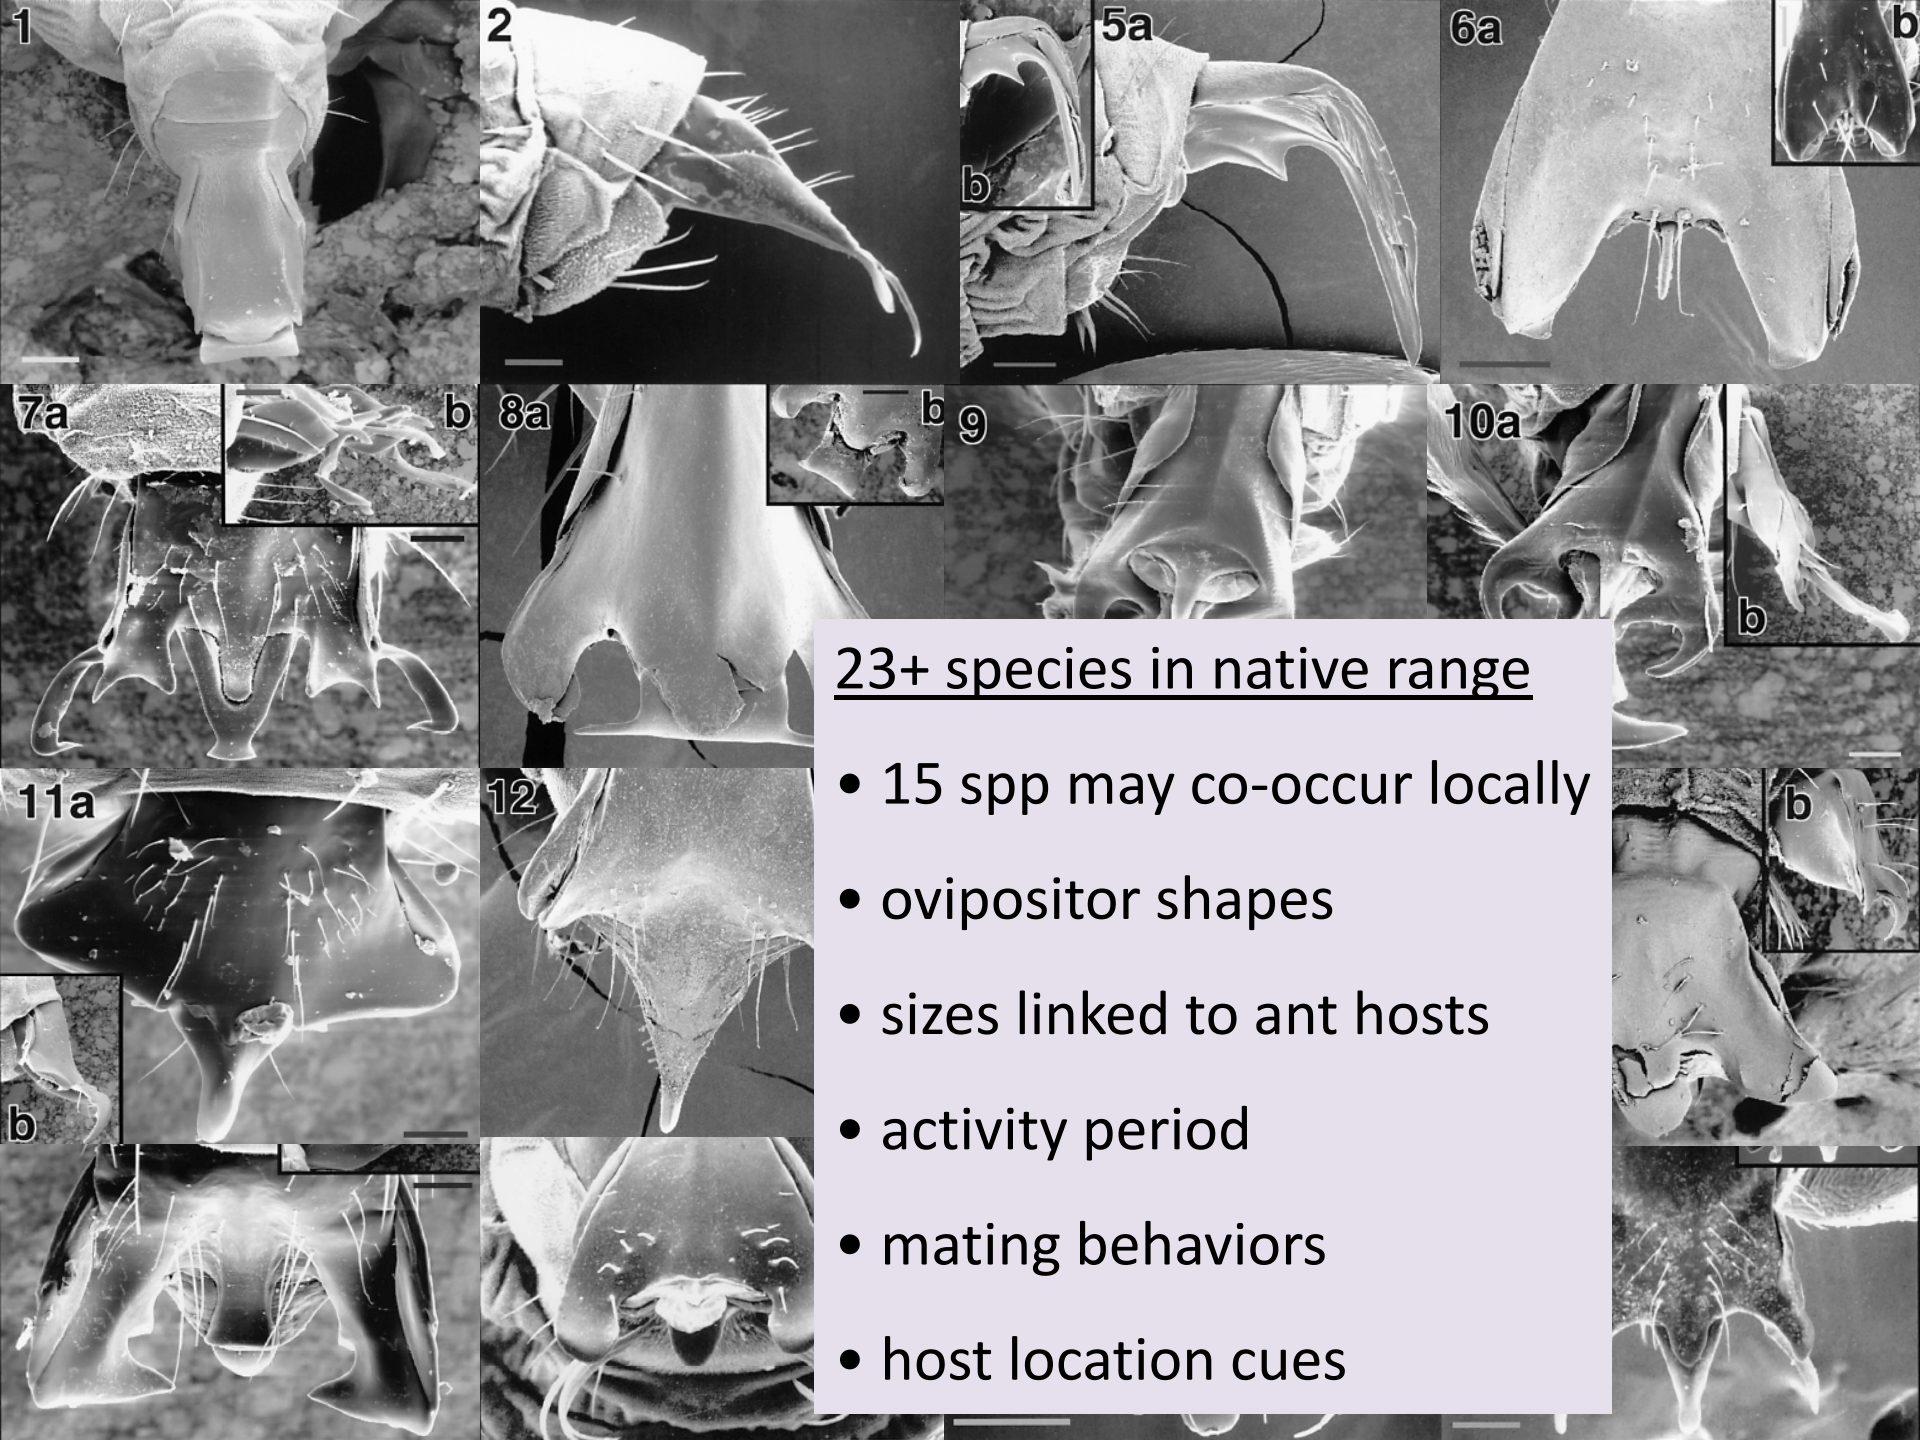 1
2
5a
b
6a
b
7a
b
8a
b
9
10a
b
23+ species in native range
• 15 spp may co-occur locally
• ovipositor shapes
• sizes linked to ant hosts
• activity period
• mating behaviors
• host location cues
11a
b
12
b